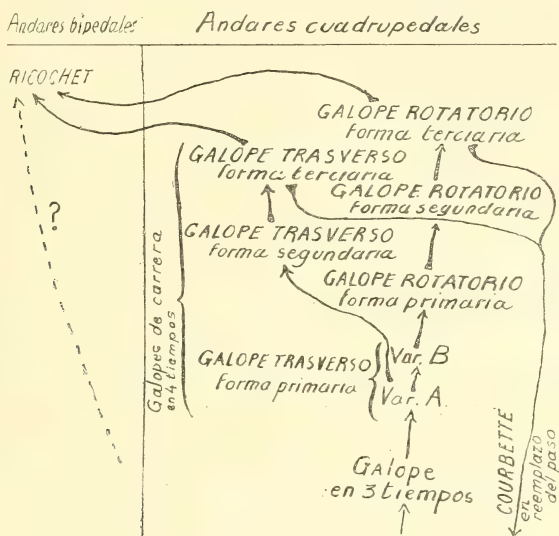 Andares bipedales
Andares cuadrupedales
RICOCHET
GALOPE ROTATORIO
forma terciaria
GALOPE TRASVERSO
forma terciaria
GALOPE ROTATORIO
forma segundaria
?
GALOPE TRASVERSO
forma segundaria
GALOPE ROTATORIO
forma primaria
Galopes de carrera
en 4 tiempos
GALOPE TRASVERSO
forma primaria
Var. B
Var. A.
Galope
en 3 tiempos
COURBETTE
en
reemplazo
del paso